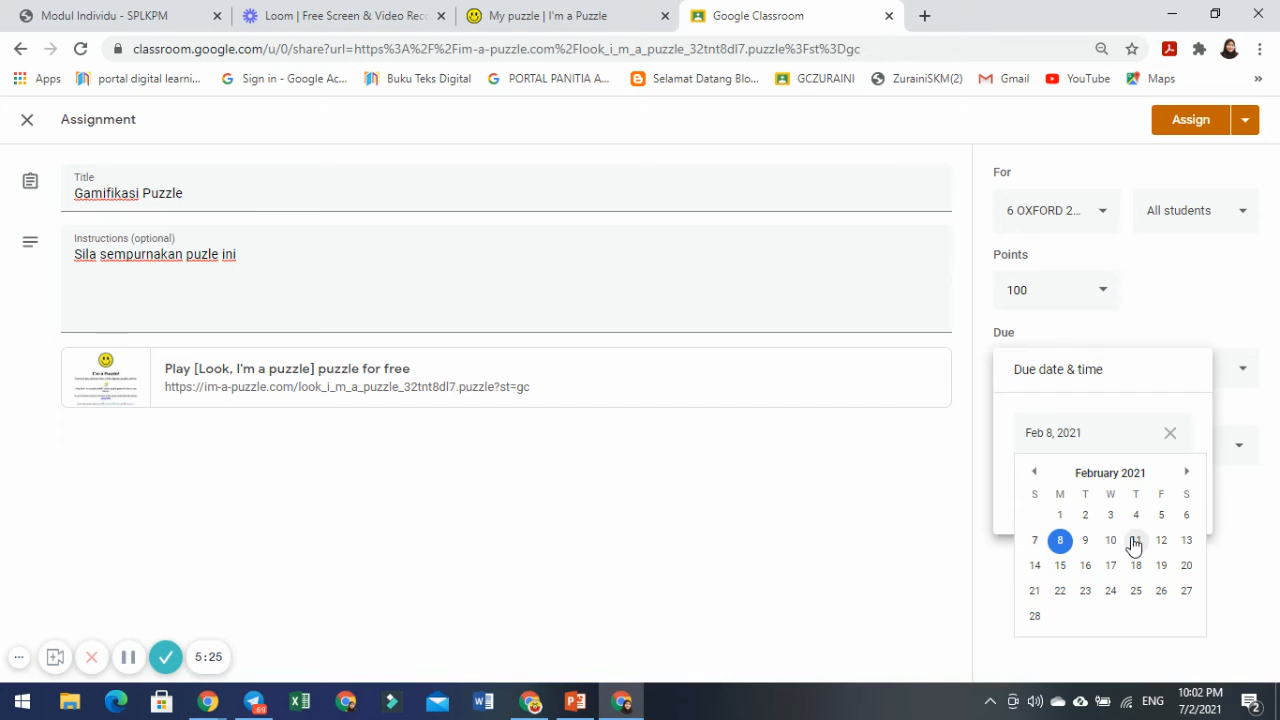 Modul Individu - SPLKPM
Loom | Free Screen & Video Rec
My puzzle | I'm a Puzzle
Google Classroom
classroom.google.com/u/0/share?url=https%3A%2F%2Fim-a-puzzle.com%2Flook_i_m_a_puzzle_32tnt8dl7.puzzle%3Fst%3Dgc
Apps
portal digital learni...
Sign in - Google Ac...
Buku Teks Digital
PORTAL PANITIA A...
Selamat Datang Blo...
GCZURAINI
ZurainiSKM(2)
Gmail
YouTube
Maps
»
Assignment
Assign
Title
Gamifikasi Puzzle
Instructions (optional)
Sila sempurnakan puzle ini
I'm a Puzzle!
Play [Look, I'm a puzzle] puzzle for free
https://im-a-puzzle.com/look_i_m_a_puzzle_32tnt8dl7.puzzle?st=gc
For
6 OXFORD 2...
All students
Points
100
Due
Due date & time
Feb 8, 2021
February 2021
S M T W T F S
1 2 3 4 5 6
7 8 9 10 11 12 13
14 15 16 17 18 19 20
21 22 23 24 25 26 27
28
5:25
69
ENG
10:02 PM
7/2/2021
2